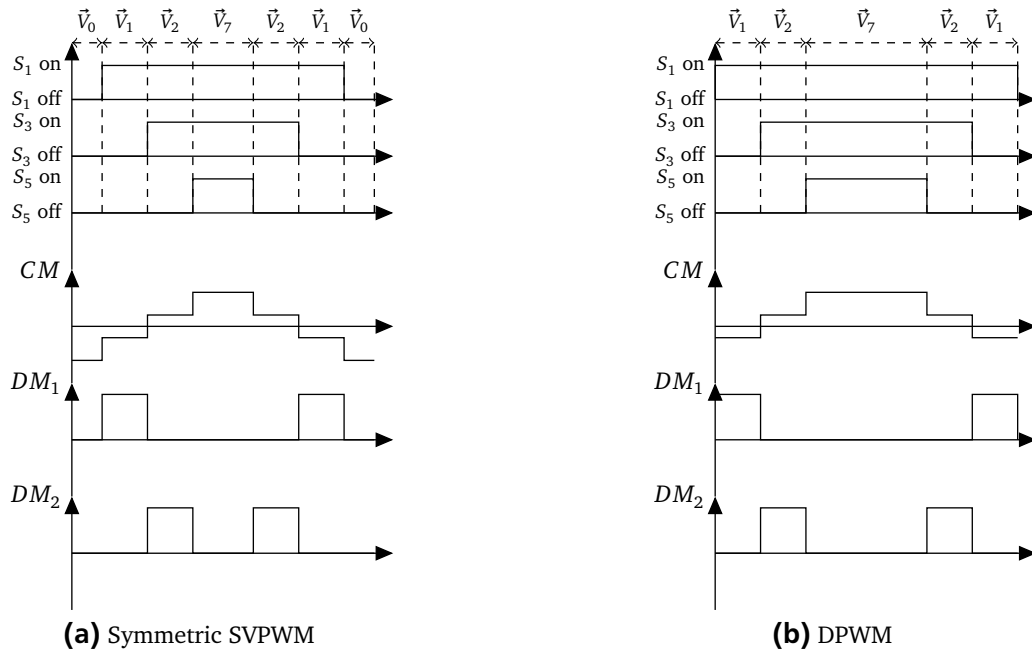 V⃗₀ V⃗₁ V⃗₂ V⃗₇ V⃗₂ V⃗₁ V⃗₀
S₁ on
S₁ off
S₃ on
S₃ off
S₅ on
S₅ off
CM
DM₁
DM₂
(a) Symmetric SVPWM
V⃗₁ V⃗₂ V⃗₇ V⃗₂ V⃗₁
S₁ on
S₁ off
S₃ on
S₃ off
S₅ on
S₅ off
CM
DM₁
DM₂
(b) DPWM